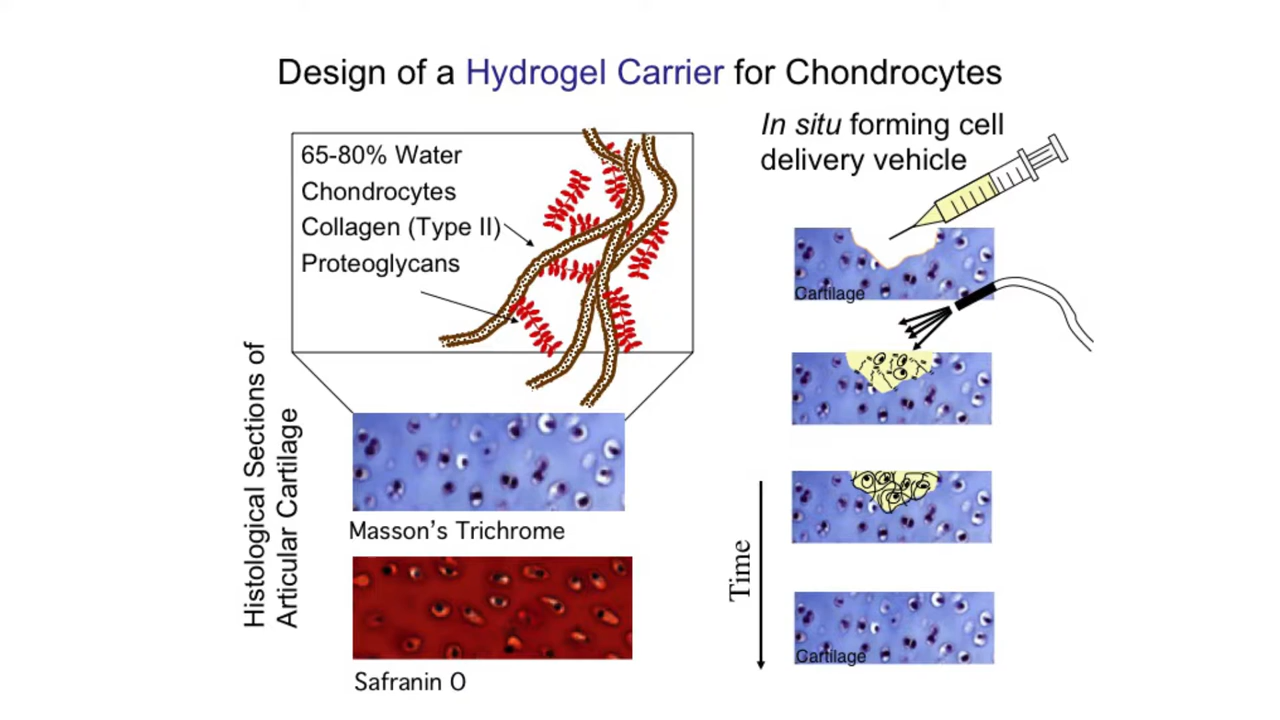 Design of a Hydrogel Carrier for Chondrocytes
65-80% Water
Chondrocytes
Collagen (Type II)
Proteoglycans
Histological Sections of
Articular Cartilage
Masson's Trichrome
Safranin O
In situ forming cell
delivery vehicle
Cartilage
Time
Cartilage